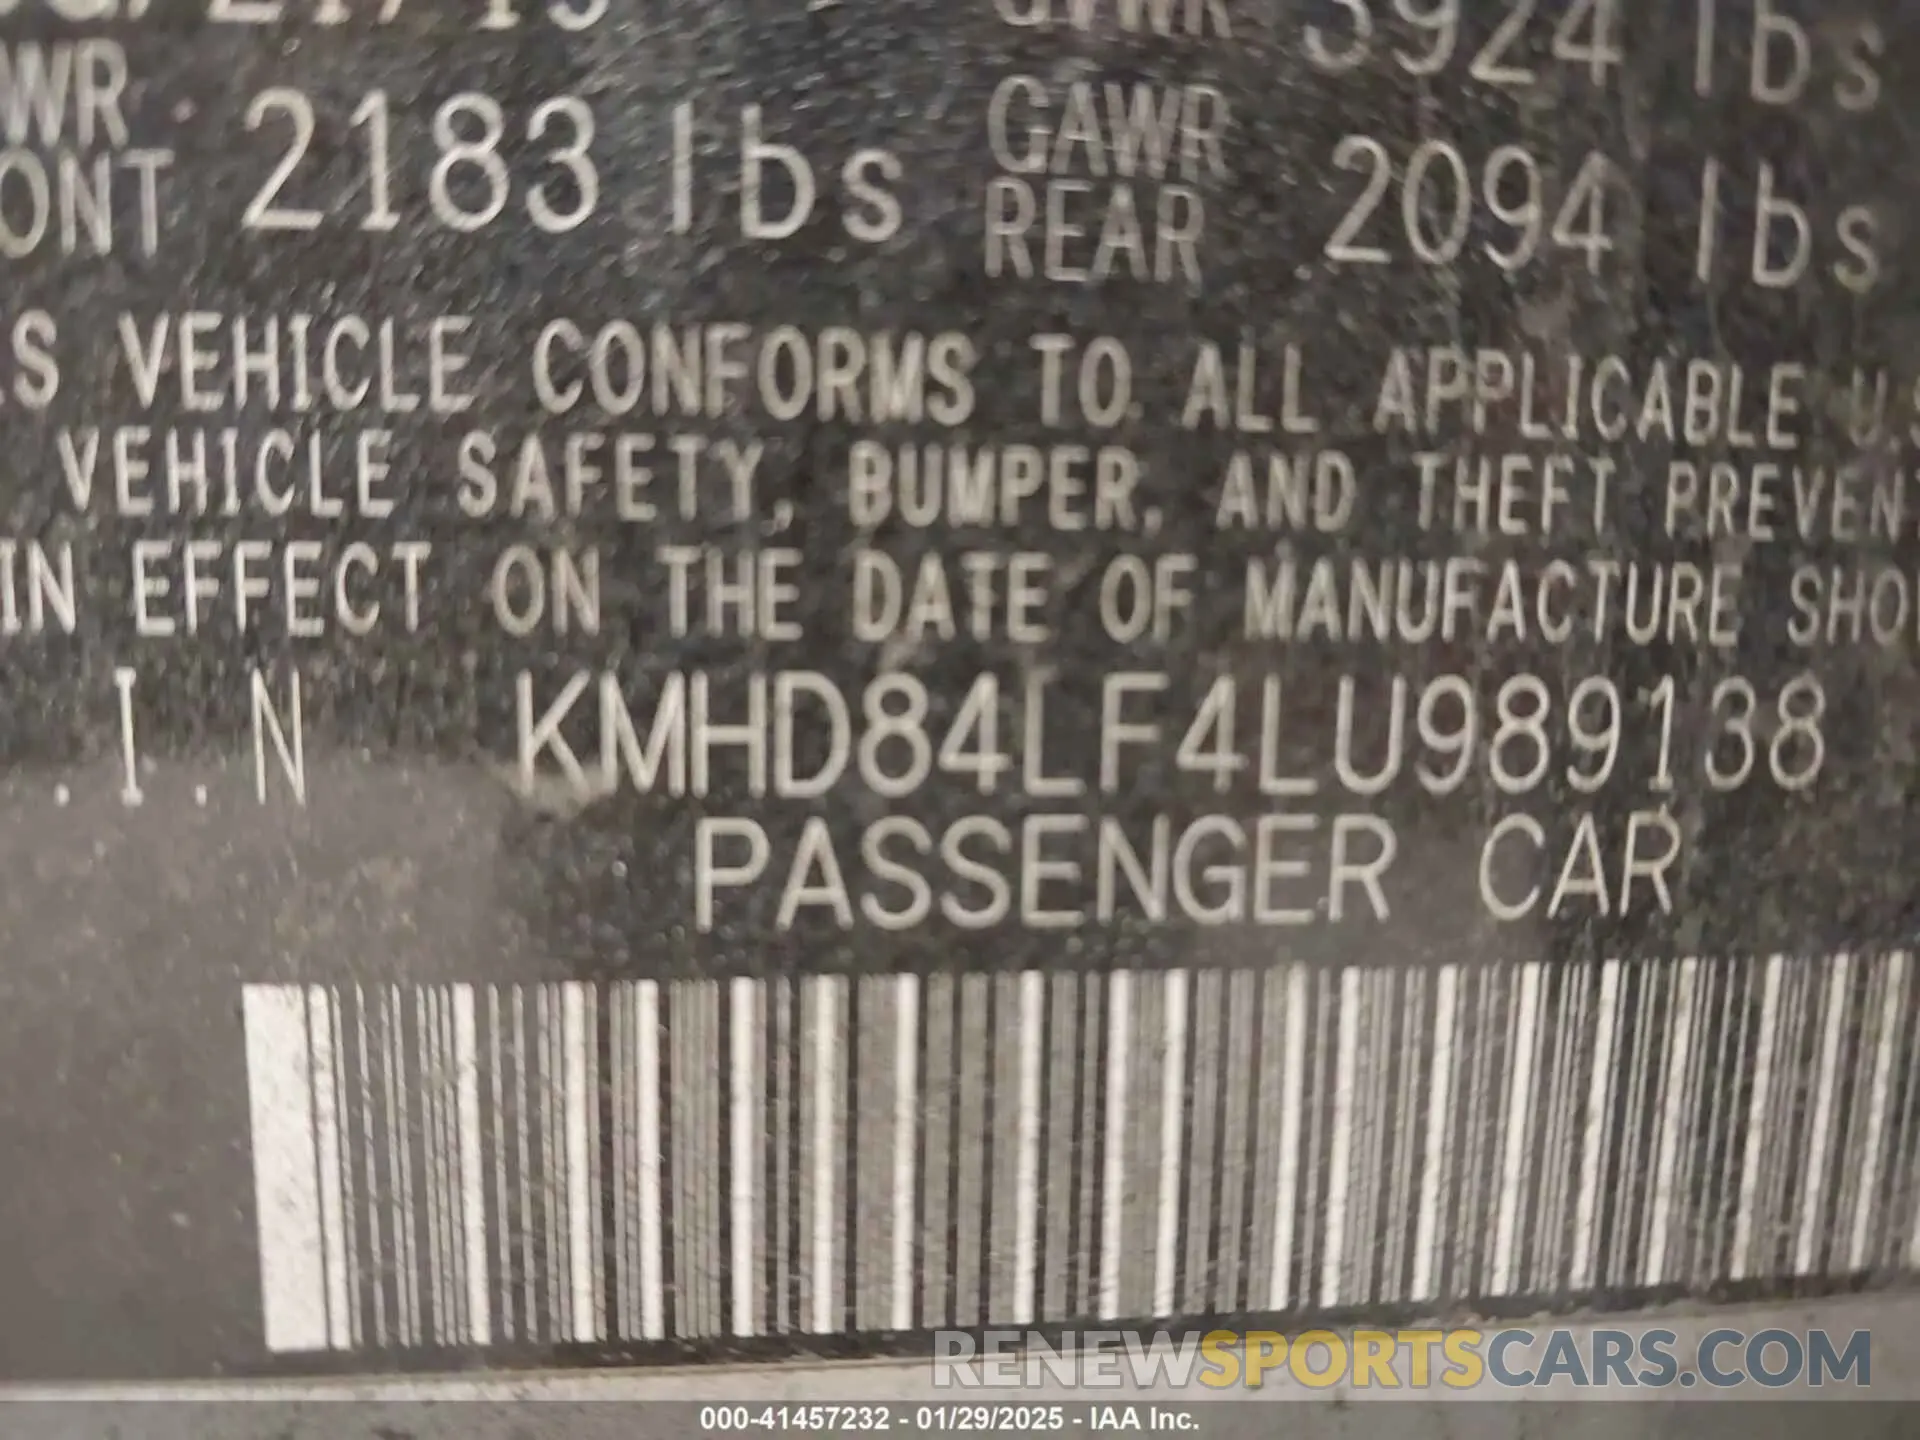 GVWR 3924 lbs
WR
ONT 2183 lbs GAWR
REAR 2094 lbs
S VEHICLE CONFORMS TO ALL APPLICABLE U.S
VEHICLE SAFETY, BUMPER, AND THEFT PREVENT
IN EFFECT ON THE DATE OF MANUFACTURE SHO
.I.N KMHD84LF4LU989138
PASSENGER CAR
RENEWSPORTSCARS.COM
000-41457232 - 01/29/2025 - IAA Inc.